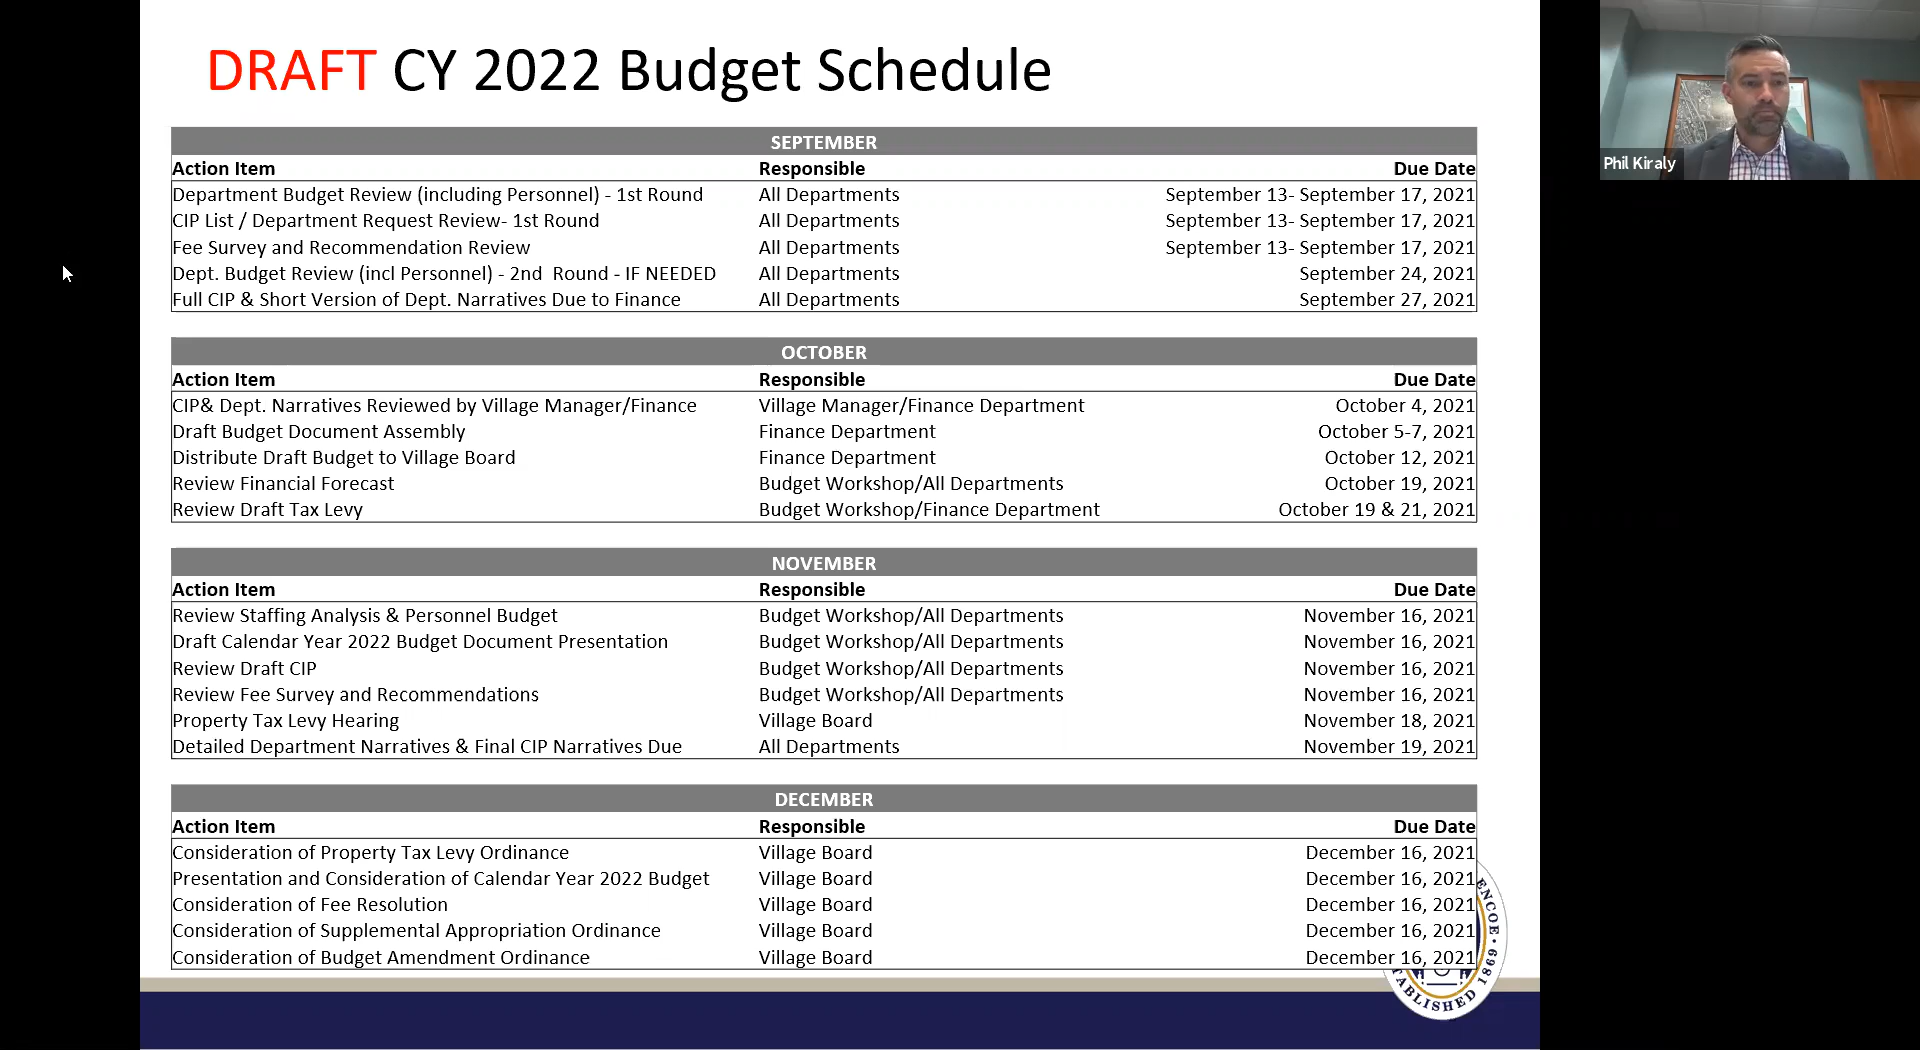 DRAFT CY 2022 Budget Schedule
Phil Kiraly
SEPTEMBER
Action Item Responsible Due Date
Department Budget Review (including Personnel) - 1st Round All Departments September 13- September 17, 2021
CIP List / Department Request Review- 1st Round All Departments September 13- September 17, 2021
Fee Survey and Recommendation Review All Departments September 13- September 17, 2021
Dept. Budget Review (incl Personnel) - 2nd  Round - IF NEEDED All Departments September 24, 2021
Full CIP & Short Version of Dept. Narratives Due to Finance All Departments September 27, 2021
OCTOBER
Action Item Responsible Due Date
CIP& Dept. Narratives Reviewed by Village Manager/Finance Village Manager/Finance Department October 4, 2021
Draft Budget Document Assembly Finance Department October 5-7, 2021
Distribute Draft Budget to Village Board Finance Department October 12, 2021
Review Financial Forecast Budget Workshop/All Departments October 19, 2021
Review Draft Tax Levy Budget Workshop/Finance Department October 19 & 21, 2021
NOVEMBER
Action Item Responsible Due Date
Review Staffing Analysis & Personnel Budget Budget Workshop/All Departments November 16, 2021
Draft Calendar Year 2022 Budget Document Presentation Budget Workshop/All Departments November 16, 2021
Review Draft CIP Budget Workshop/All Departments November 16, 2021
Review Fee Survey and Recommendations Budget Workshop/All Departments November 16, 2021
Property Tax Levy Hearing Village Board November 18, 2021
Detailed Department Narratives & Final CIP Narratives Due All Departments November 19, 2021
DECEMBER
Action Item Responsible Due Date
Consideration of Property Tax Levy Ordinance Village Board December 16, 2021
Presentation and Consideration of Calendar Year 2022 Budget Village Board December 16, 2021
Consideration of Fee Resolution Village Board December 16, 2021
Consideration of Supplemental Appropriation Ordinance Village Board December 16, 2021
Consideration of Budget Amendment Ordinance Village Board December 16, 2021
ENCOE •
TABLISHED 1869